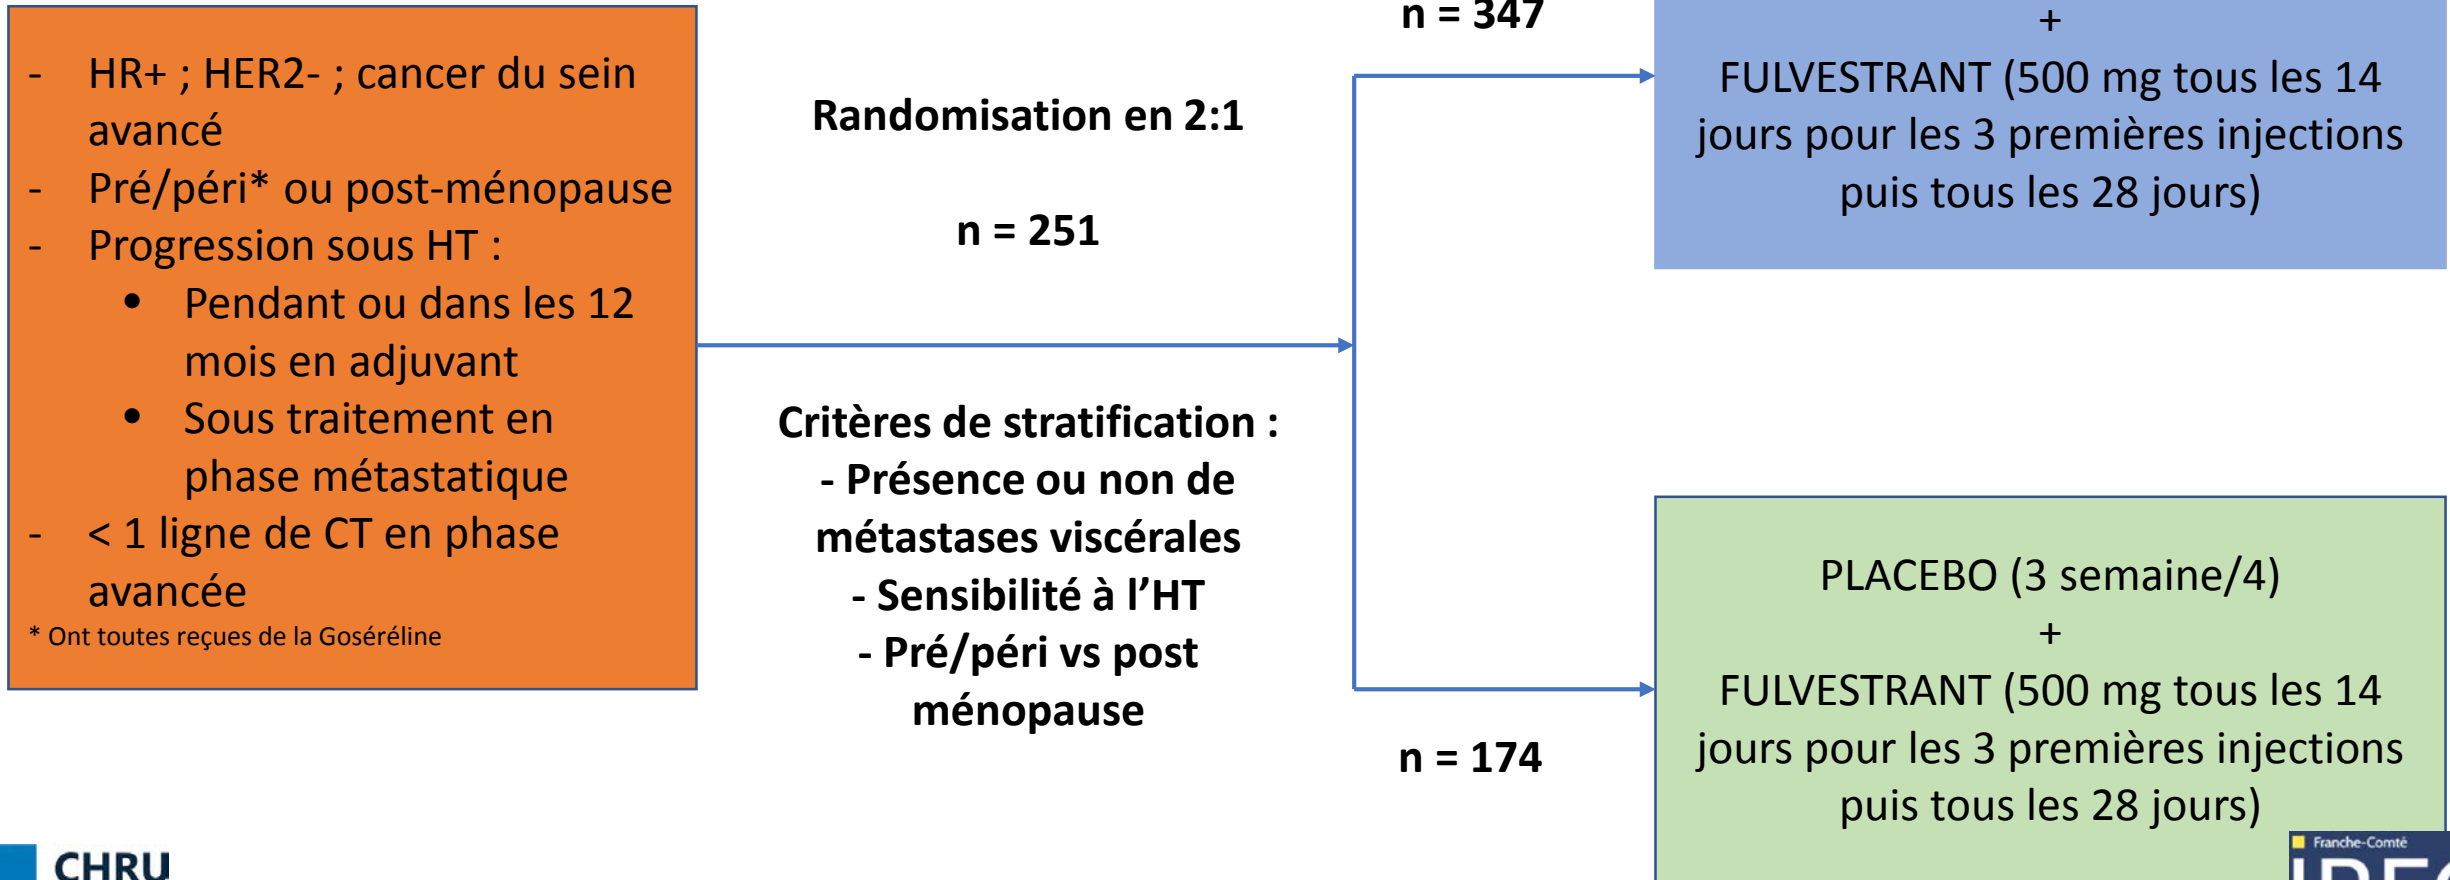 - HR+ ; HER2- ; cancer du sein
avancé
- Pré/péri* ou post-ménopause
- Progression sous HT :
• Pendant ou dans les 12
mois en adjuvant
• Sous traitement en
phase métastatique
- < 1 ligne de CT en phase
avancée
* Ont toutes reçues de la Goséréline
Randomisation en 2:1
n = 251
Critères de stratification :
- Présence ou non de
métastases viscérales
- Sensibilité à l’HT
- Pré/péri vs post
ménopause
n = 347
+
FULVESTRANT (500 mg tous les 14
jours pour les 3 premières injections
puis tous les 28 jours)
n = 174
PLACEBO (3 semaine/4)
+
FULVESTRANT (500 mg tous les 14
jours pour les 3 premières injections
puis tous les 28 jours)
CHRU
Franche-Comté